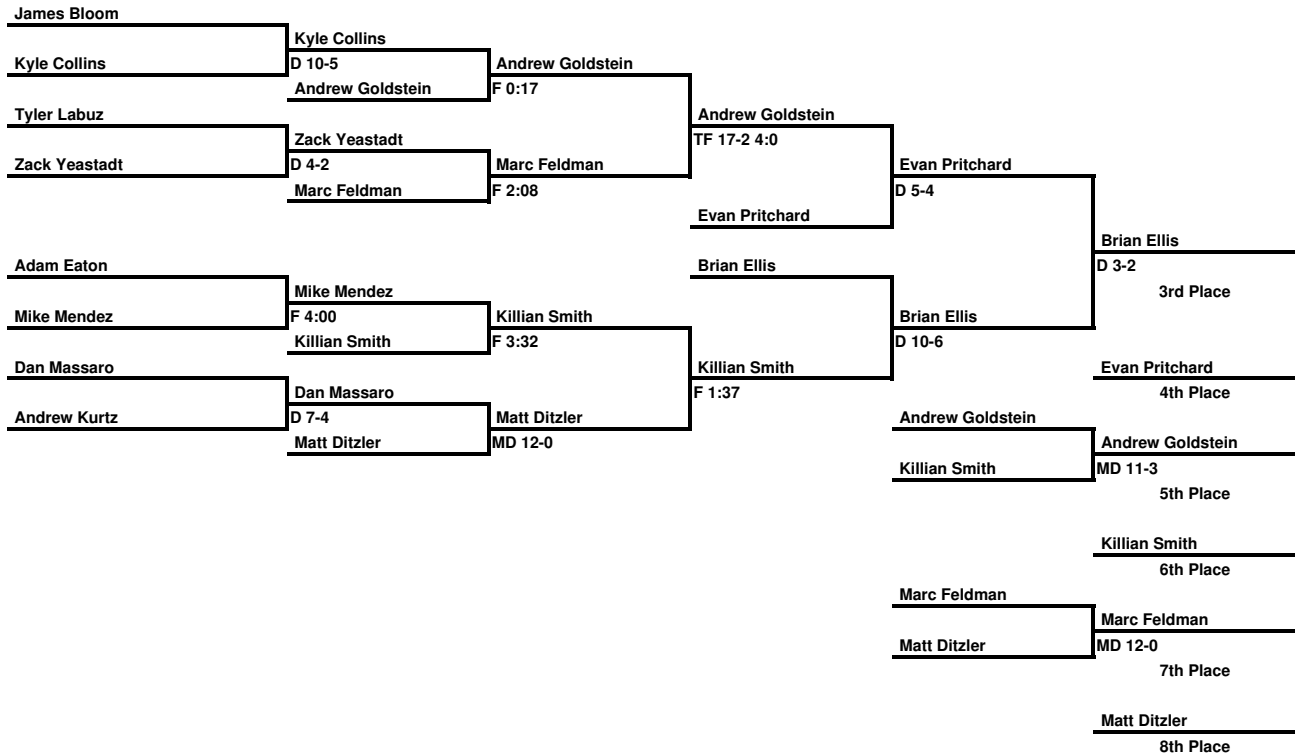 James Bloom
Kyle Collins
Kyle Collins
D 10-5
Andrew Goldstein
Andrew Goldstein
F 0:17
Tyler Labuz
Andrew Goldstein
Zack Yeastadt
TF 17-2 4:0
Zack Yeastadt
D 4-2
Marc Feldman
Evan Pritchard
Marc Feldman
F 2:08
D 5-4
Evan Pritchard
Brian Ellis
Adam Eaton
Brian Ellis
D 3-2
Mike Mendez
3rd Place
Mike Mendez
F 4:00
Killian Smith
Brian Ellis
Killian Smith
F 3:32
D 10-6
Dan Massaro
Killian Smith
Evan Pritchard
Dan Massaro
F 1:37
4th Place
Andrew Kurtz
D 7-4
Matt Ditzler
Andrew Goldstein
Matt Ditzler
MD 12-0
Andrew Goldstein
Killian Smith
MD 11-3
5th Place
Killian Smith
6th Place
Marc Feldman
Marc Feldman
Matt Ditzler
MD 12-0
7th Place
Matt Ditzler
8th Place